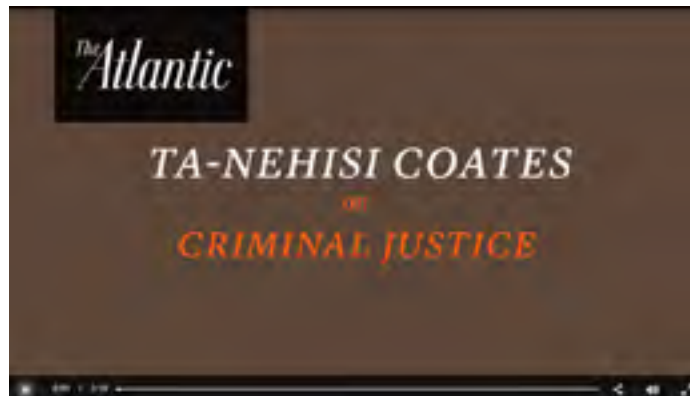 The
Atlantic
TA-NEHISI COATES
on
CRIMINAL JUSTICE